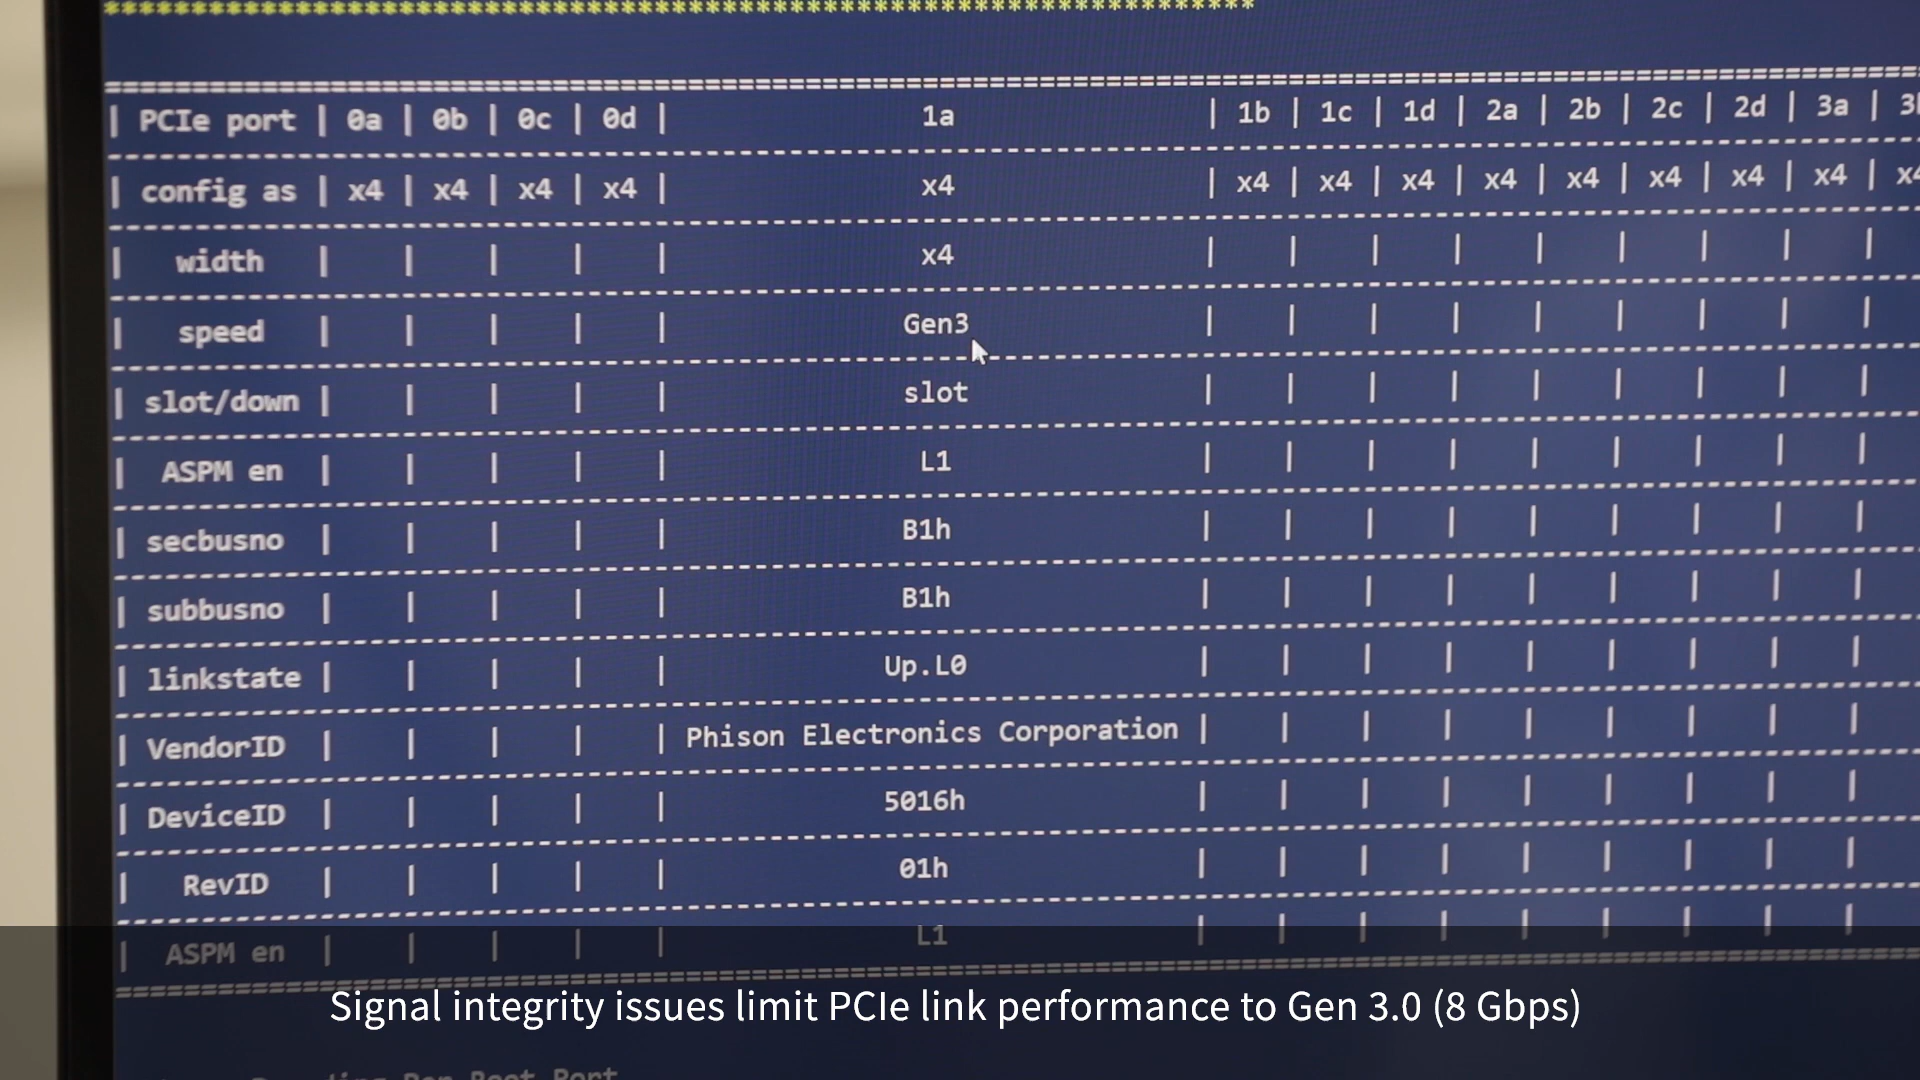 ************************************************************************
| PCIe port | 0a | 0b | 0c | 0d | 1a | 1b | 1c | 1d | 2a | 2b | 2c | 2d | 3a |
| config as | x4 | x4 | x4 | x4 | x4 | x4 | x4 | x4 | x4 | x4 | x4 | x4 | x4 |
| width | | | | | x4 | | | | | | | | |
| speed | | | | | Gen3 | | | | | | | | |
| slot/down | | | | | slot | | | | | | | | |
| ASPM en | | | | | L1 | | | | | | | | |
| secbusno | | | | | B1h | | | | | | | | |
| subbusno | | | | | B1h | | | | | | | | |
| linkstate | | | | | Up.L0 | | | | | | | | |
| VendorID | | | | | Phison Electronics Corporation | | | | | | | | |
| DeviceID | | | | | 5016h | | | | | | | | |
| RevID | | | | | 01h | | | | | | | | |
| ASPM en | | | | | L1 | | | | | | | | |
Signal integrity issues limit PCIe link performance to Gen 3.0 (8 Gbps)
Per Root Port